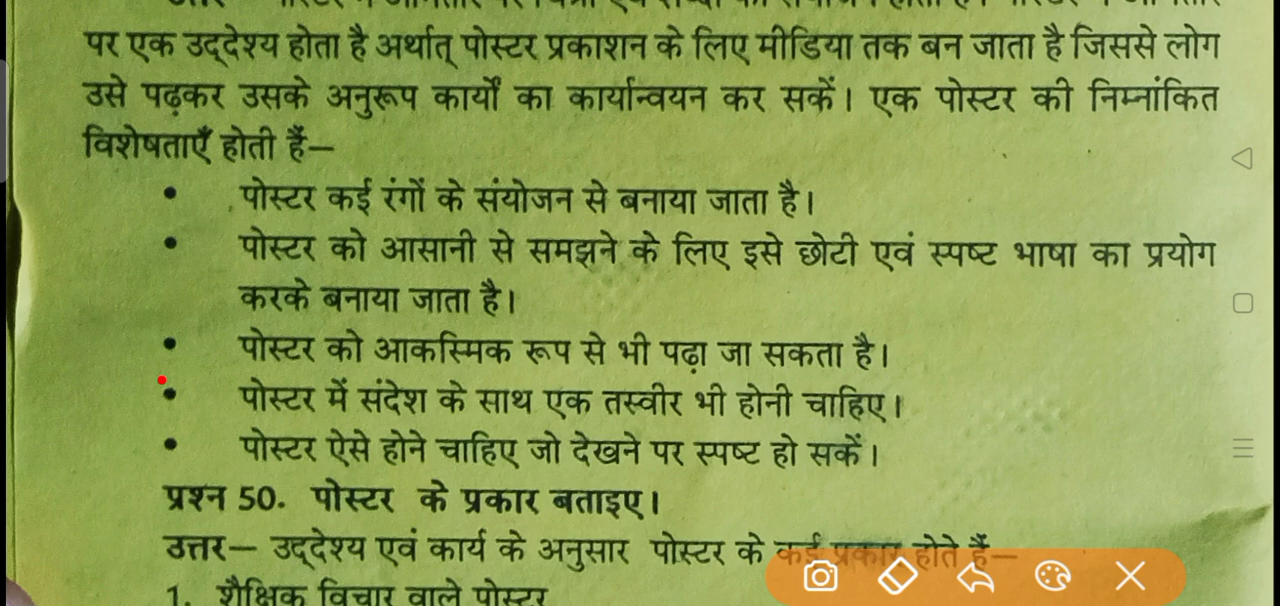 पर एक उद्देश्य होता है अर्थात् पोस्टर प्रकाशन के लिए मीडिया तक बन जाता है जिससे लोग
उसे पढ़कर उसके अनुरूप कार्यों का कार्यान्वयन कर सकें। एक पोस्टर की निम्नांकित
विशेषताएँ होती हैं—
• पोस्टर कई रंगों के संयोजन से बनाया जाता है।
• पोस्टर को आसानी से समझने के लिए इसे छोटी एवं स्पष्ट भाषा का प्रयोग
करके बनाया जाता है।
• पोस्टर को आकस्मिक रूप से भी पढ़ा जा सकता है।
• पोस्टर में संदेश के साथ एक तस्वीर भी होनी चाहिए।
• पोस्टर ऐसे होने चाहिए जो देखने पर स्पष्ट हो सकें।
प्रश्न 50. पोस्टर के प्रकार बताइए।
उत्तर— उद्देश्य एवं कार्य के अनुसार पोस्टर के कई प्रकार होते हैं—
1. शैक्षिक विचार वाले पोस्टर